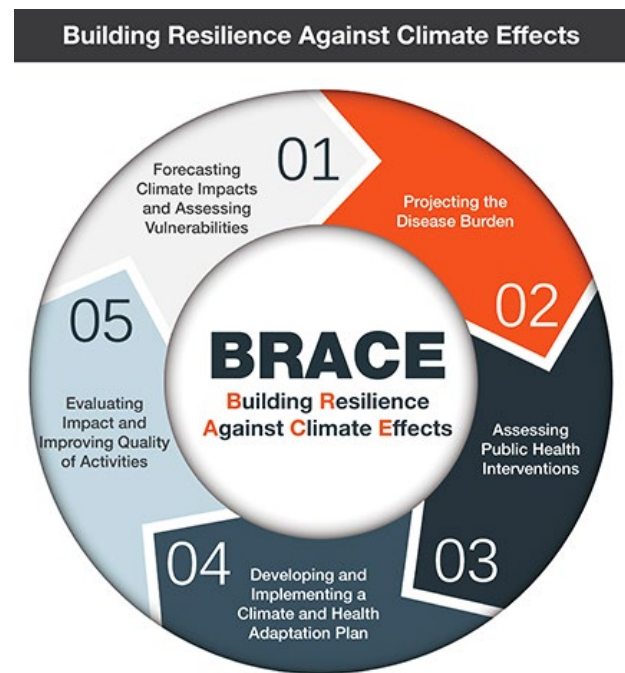 Building Resilience Against Climate Effects
01
Forecasting
Climate Impacts
and Assessing
Vulnerabilities
Projecting the
Disease Burden
02
Assessing
Public Health
Interventions
03
04
Developing and
Implementing a
Climate and Health
Adaptation Plan
05
Evaluating
Impact and
Improving Quality
of Activities
BRACE
Building Resilience
Against Climate Effects